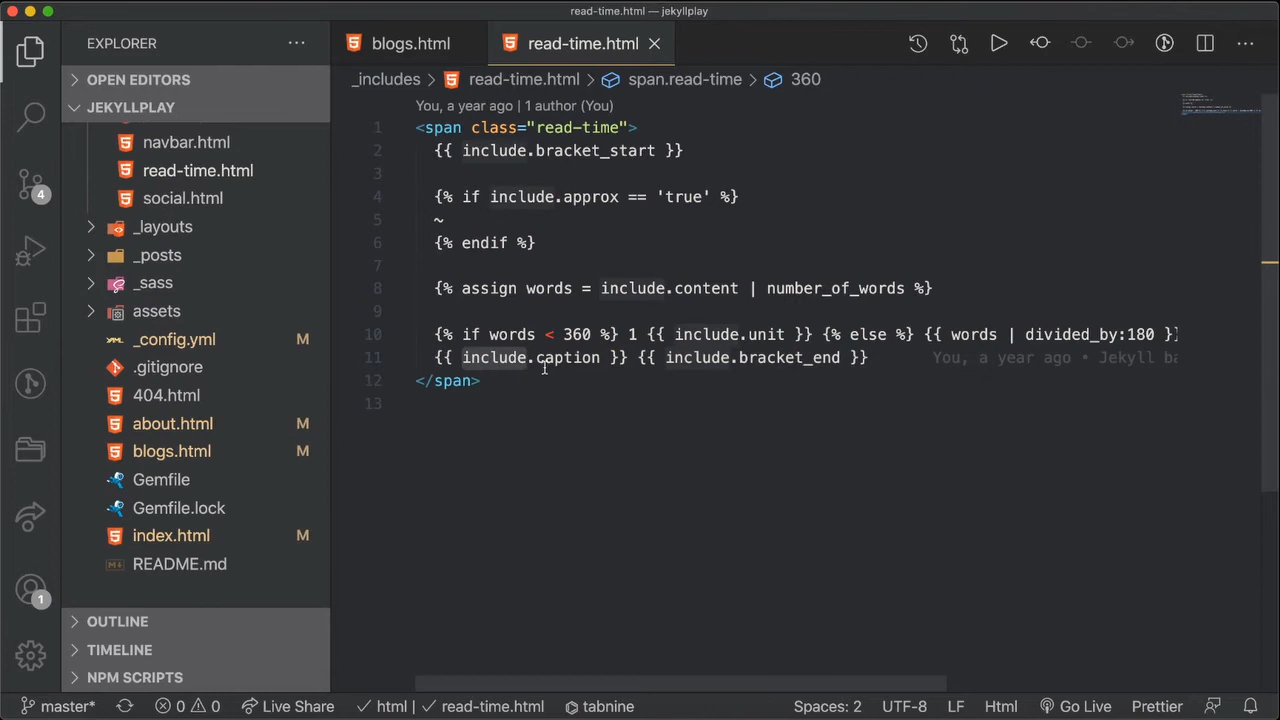 read-time.html — jekyllplay
EXPLORER
blogs.html
read-time.html
OPEN EDITORS
_includes
read-time.html
span.read-time
360
JEKYLLPLAY
navbar.html
read-time.html
social.html
_layouts
_posts
_sass
assets
_config.yml M
.gitignore
404.html
about.html M
blogs.html M
Gemfile
Gemfile.lock
index.html M
README.md
OUTLINE
TIMELINE
NPM SCRIPTS
4
1
You, a year ago | 1 author (You)
1 <span class="read-time">
2 {{ include.bracket_start }}
3
4 {% if include.approx == 'true' %}
5 ~
6 {% endif %}
7
8 {% assign words = include.content | number_of_words %}
9
10 {% if words < 360 %} 1 {{ include.unit }} {% else %} {{ words | divided_by:180 }}
11 {{ include.caption }} {{ include.bracket_end }} You, a year ago • Jekyll ba
12 </span>
13
master* 0 0 Live Share html | read-time.html tabnine Spaces: 2 UTF-8 LF Html Go Live Prettier